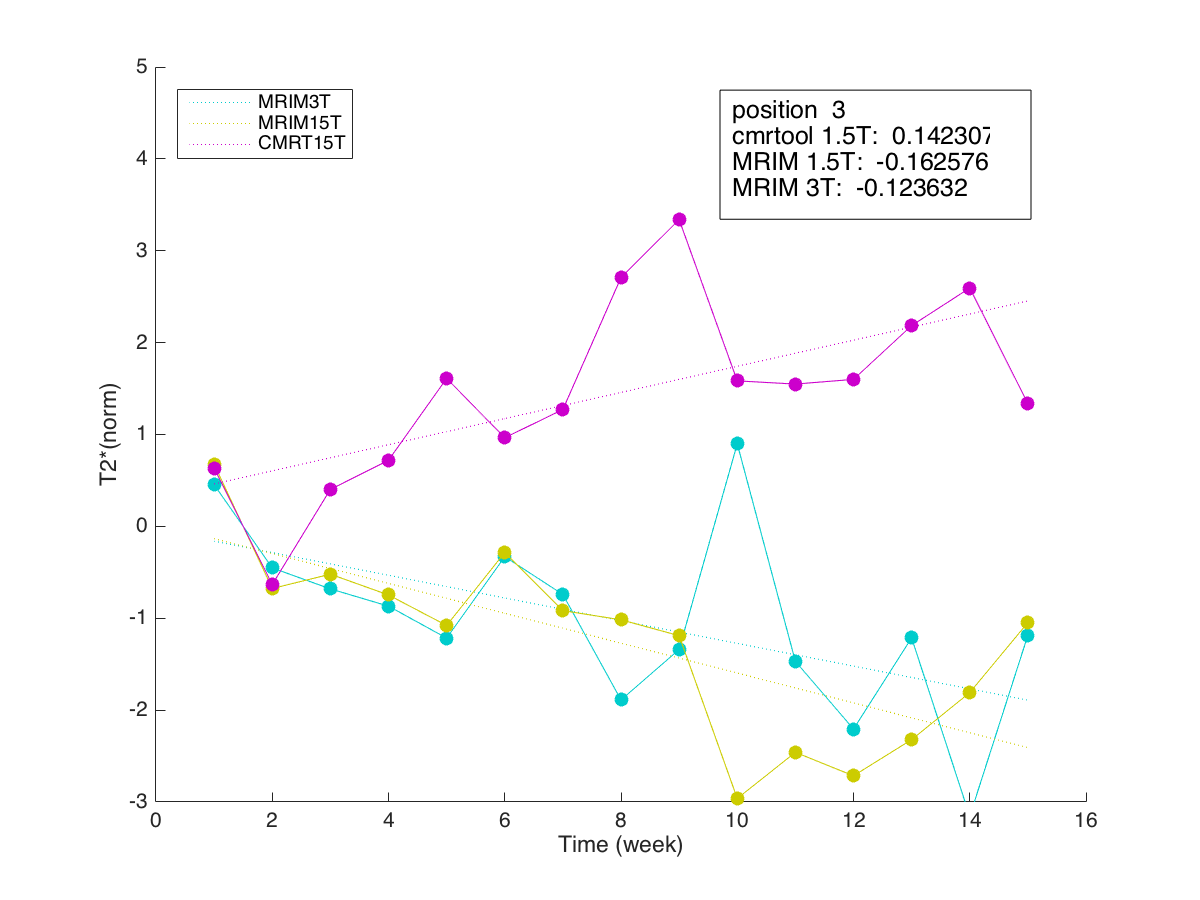 5
4
3
2
1
0
-1
-2
-3
0 2 4 6 8 10 12 14 16
T2*(norm)
Time (week)
MRIM3T
MRIM15T
CMRT15T
position 3
cmrtool 1.5T: 0.142307
MRIM 1.5T: -0.162576
MRIM 3T: -0.123632